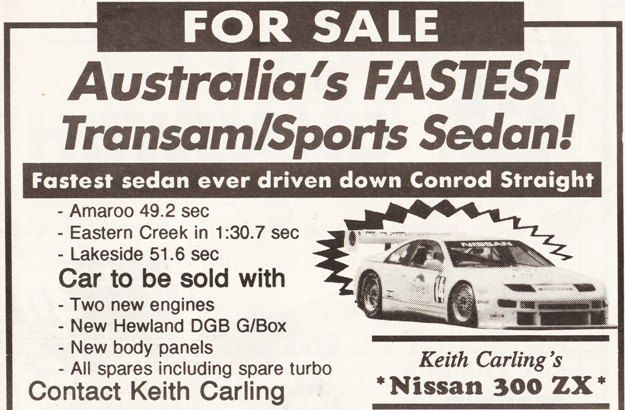 FOR SALE
Australia's FASTEST
Transam/Sports Sedan!
Fastest sedan ever driven down Conrod Straight
- Amaroo 49.2 sec
- Eastern Creek in 1:30.7 sec
- Lakeside 51.6 sec
Car to be sold with
- Two new engines
- New Hewland DGB G/Box
- New body panels
- All spares including spare turbo
Contact Keith Carling
NISSAN
14
Keith Carling's
*Nissan 300 ZX*